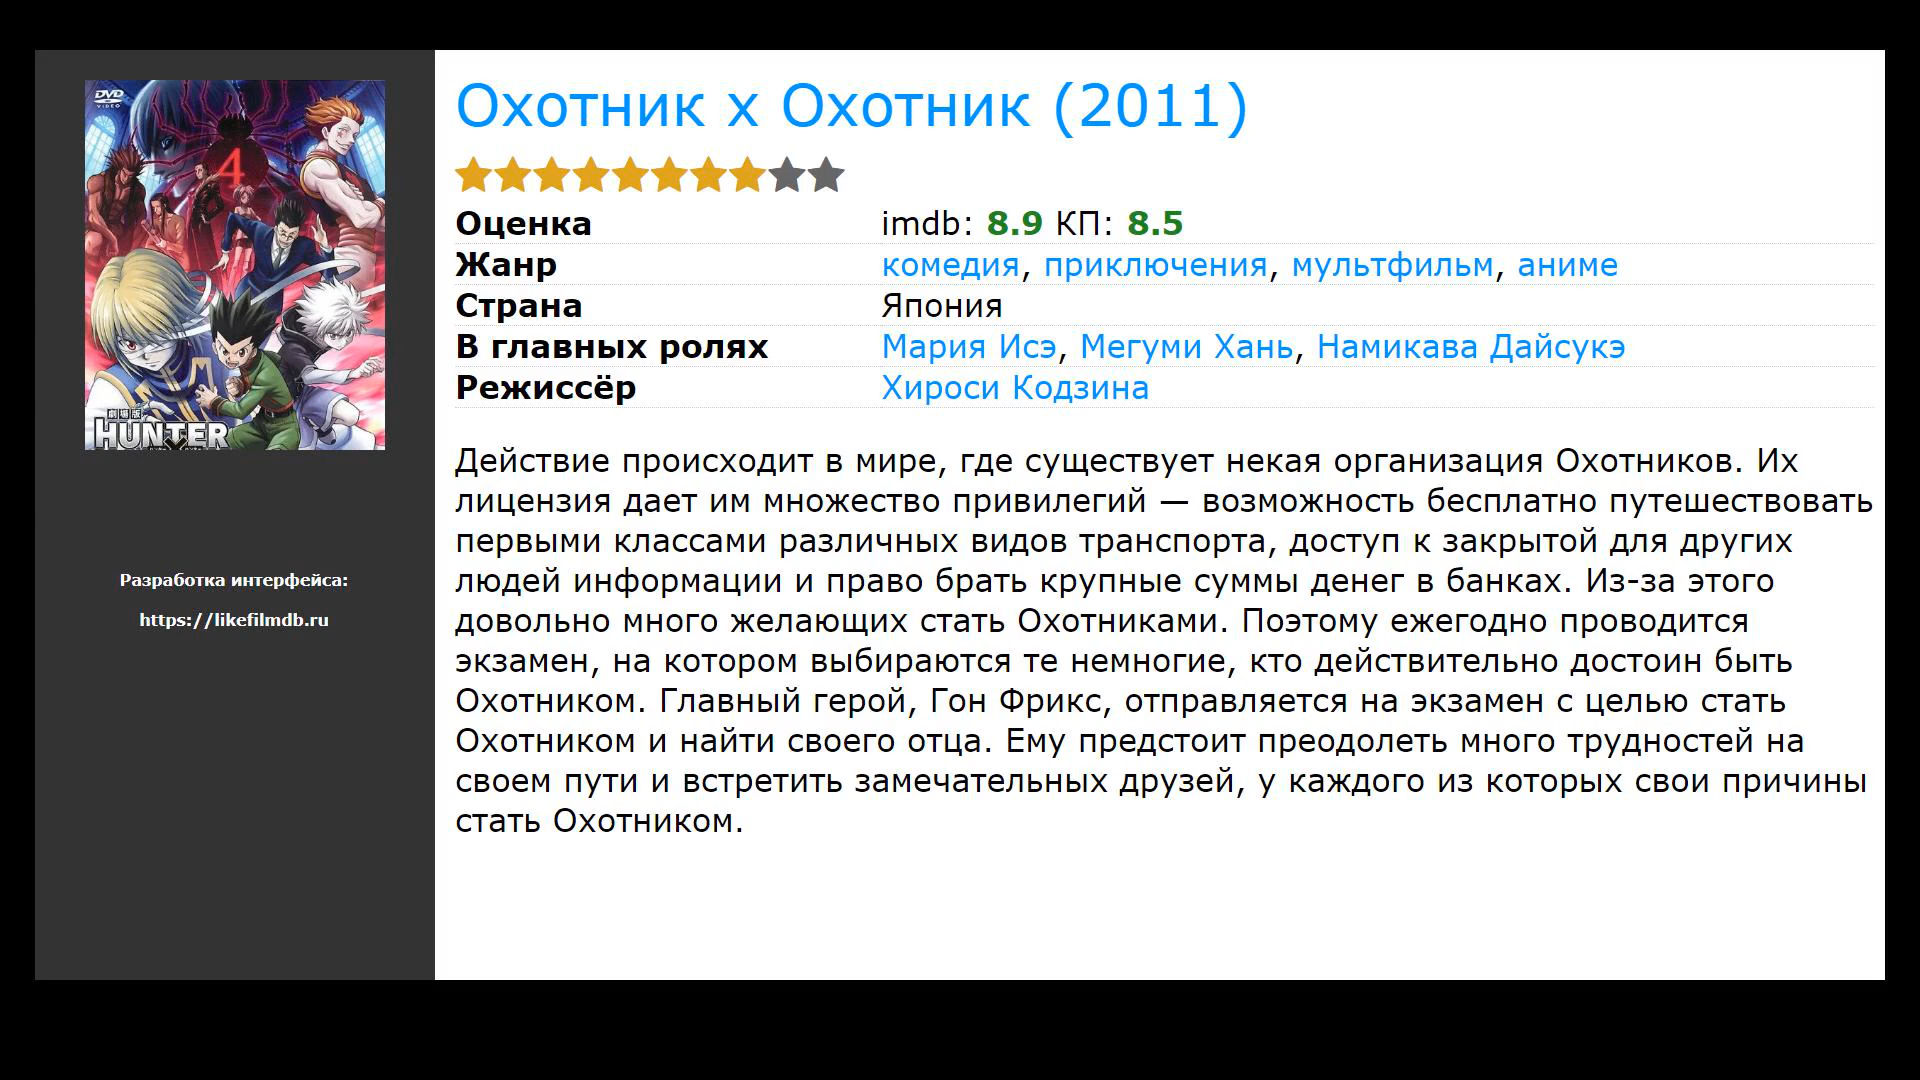 DVD
VIDEO
4
劇場版
HUNTER
Разработка интерфейса:
https://likefilmdb.ru
Охотник х Охотник (2011)
Оценка imdb: 8.9 КП: 8.5
Жанр комедия, приключения, мультфильм, аниме
Страна Япония
В главных ролях Мария Исэ, Мегуми Хань, Намикава Дайсукэ
Режиссёр Хироси Кодзина
Действие происходит в мире, где существует некая организация Охотников. Их
лицензия дает им множество привилегий — возможность бесплатно путешествовать
первыми классами различных видов транспорта, доступ к закрытой для других
людей информации и право брать крупные суммы денег в банках. Из-за этого
довольно много желающих стать Охотниками. Поэтому ежегодно проводится
экзамен, на котором выбираются те немногие, кто действительно достоин быть
Охотником. Главный герой, Гон Фрикс, отправляется на экзамен с целью стать
Охотником и найти своего отца. Ему предстоит преодолеть много трудностей на
своем пути и встретить замечательных друзей, у каждого из которых свои причины
стать Охотником.